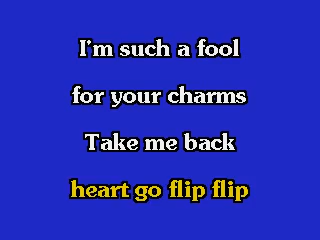 I'm such a fool
for your charms
Take me back
heart go flip flip